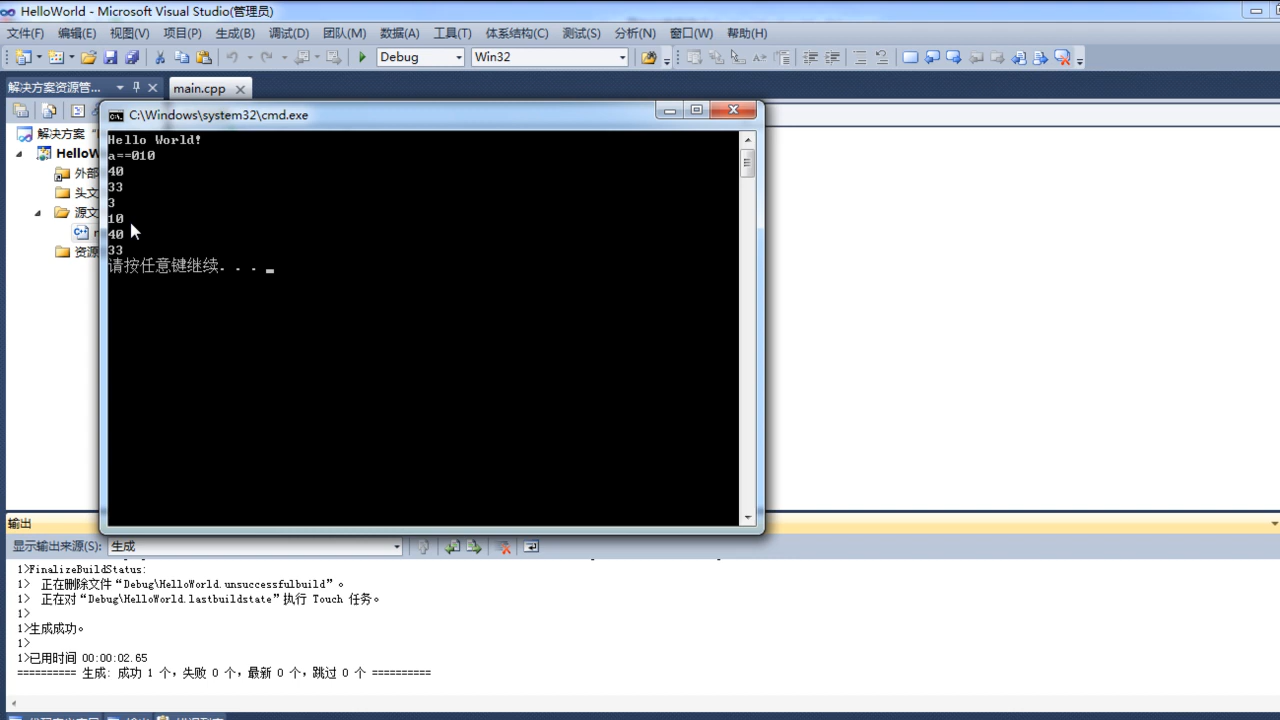 HelloWorld - Microsoft Visual Studio(管理员)
文件(F) 编辑(E) 视图(V) 项目(P) 生成(B) 调试(D) 团队(M) 数据(A) 工具(T) 体系结构(C) 测试(S) 分析(N) 窗口(W) 帮助(H)
Debug Win32
解决方案资源管... main.cpp
C:\Windows\system32\cmd.exe
解决方案
HelloW
外部
头文
源文
资源
Hello World!
a==010
40
33
3
10
40
33
请按任意键继续. . .
输出
显示输出来源(S): 生成
1>FinalizeBuildStatus:
1> 正在删除文件“Debug\HelloWorld.unsuccessfulbuild”。
1> 正在对“Debug\HelloWorld.lastbuildstate”执行 Touch 任务。
1>
1>生成成功。
1>
1>已用时间 00:00:02.65
========== 生成: 成功 1 个，失败 0 个，最新 0 个，跳过 0 个 ==========